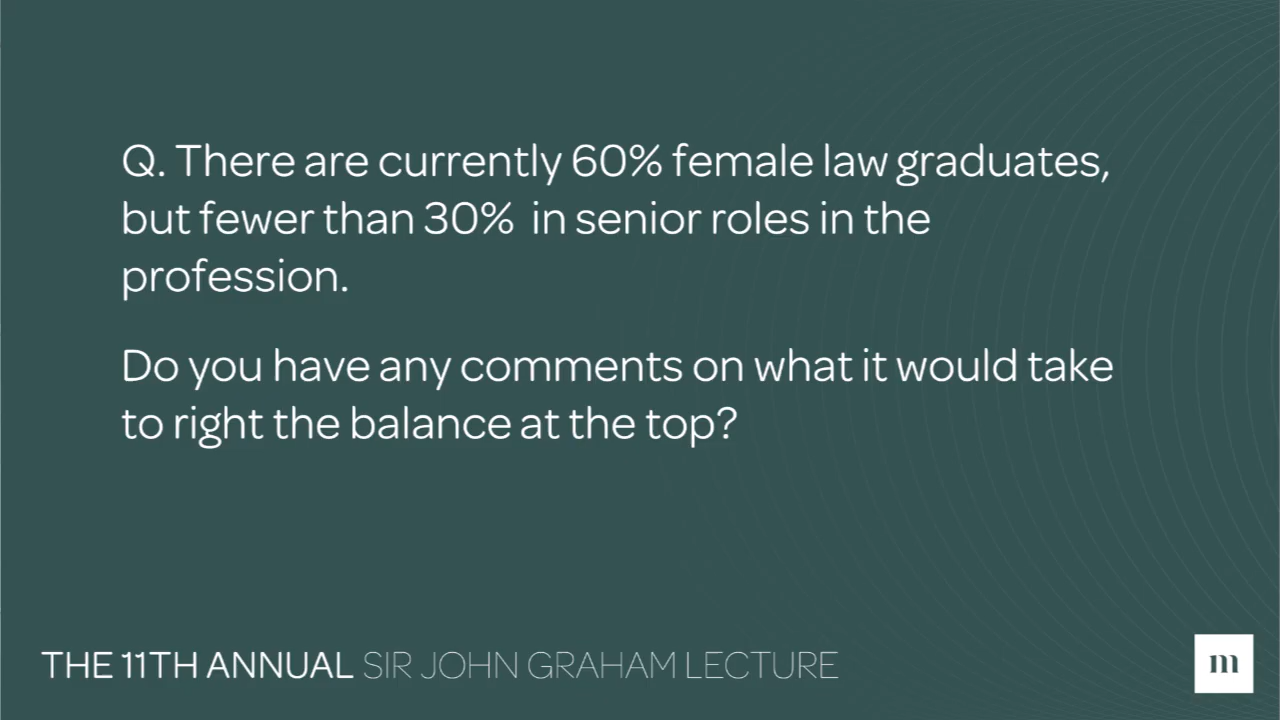 Q. There are currently 60% female law graduates,
but fewer than 30% in senior roles in the
profession.
Do you have any comments on what it would take
to right the balance at the top?
THE 11TH ANNUAL SIR JOHN GRAHAM LECTURE
m